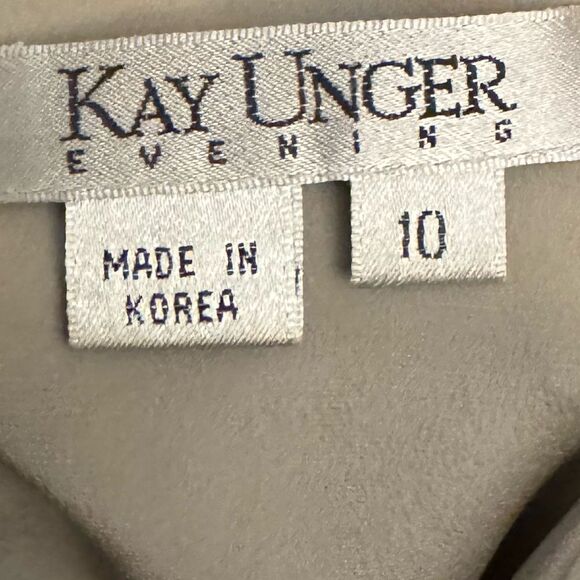 KAY UNGER
EVENING
MADE IN
KOREA
10